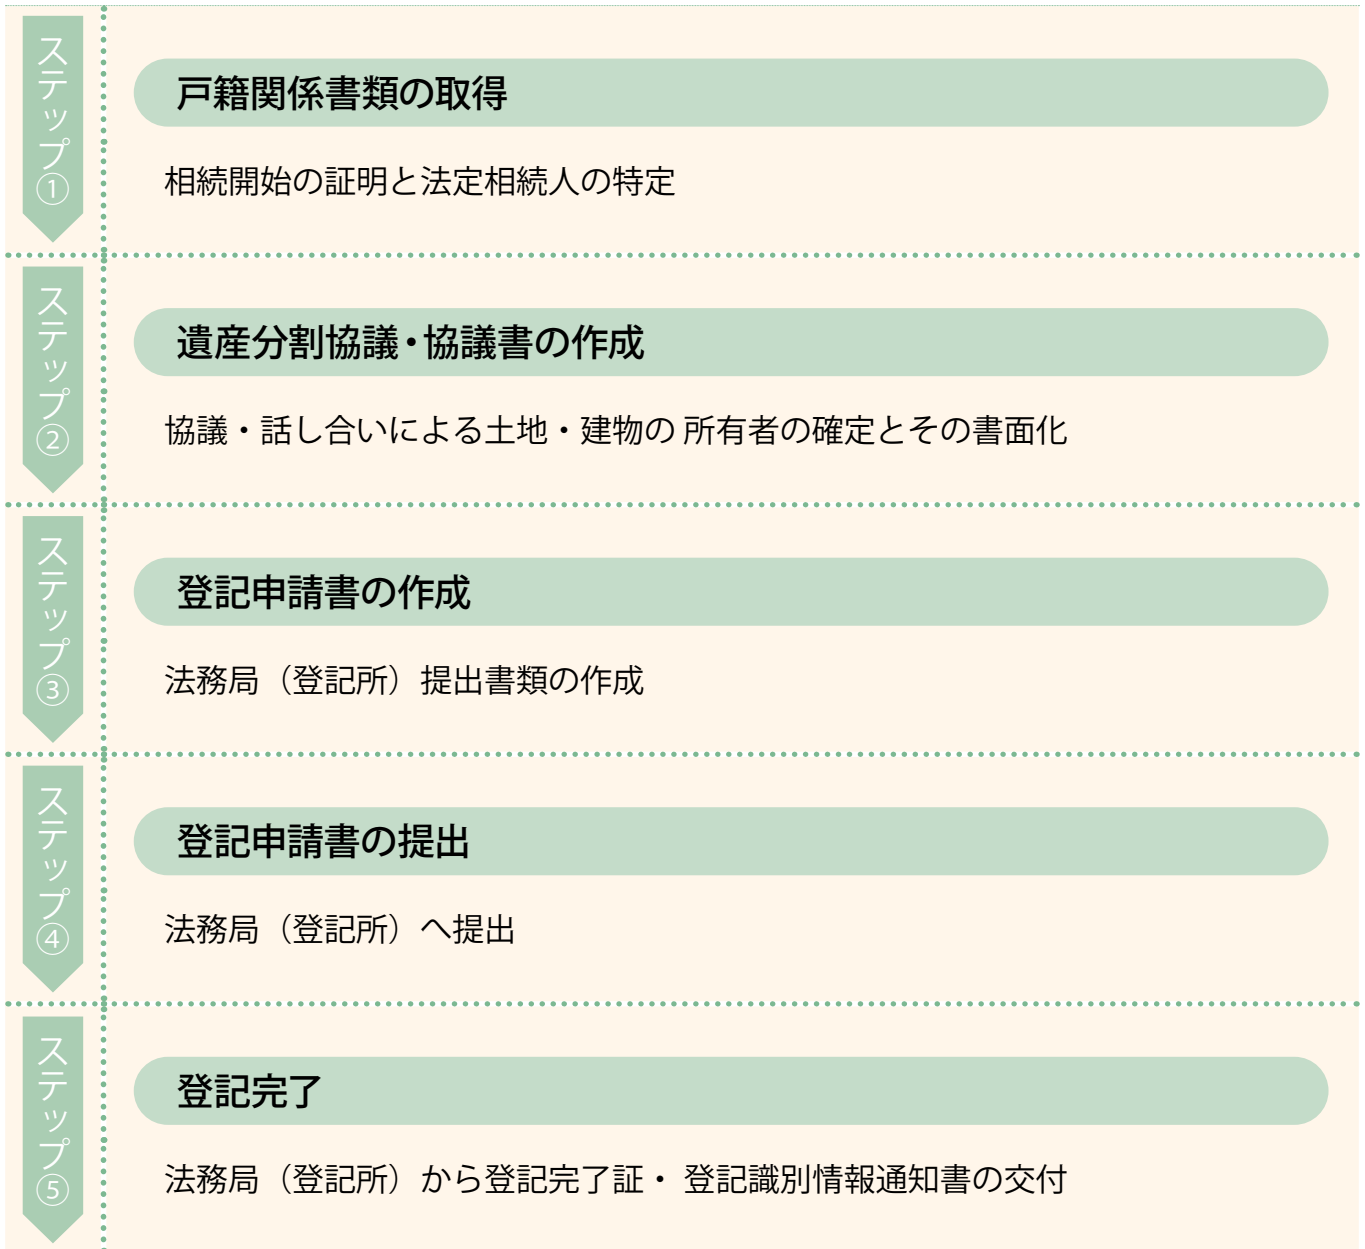 ステップ①
戸籍関係書類の取得
相続開始の証明と法定相続人の特定
ステップ②
遺産分割協議・協議書の作成
協議・話し合いによる土地・建物の 所有者の確定とその書面化
ステップ③
登記申請書の作成
法務局（登記所）提出書類の作成
ステップ④
登記申請書の提出
法務局（登記所）へ提出
ステップ⑤
登記完了
法務局（登記所）から登記完了証・ 登記識別情報通知書の交付